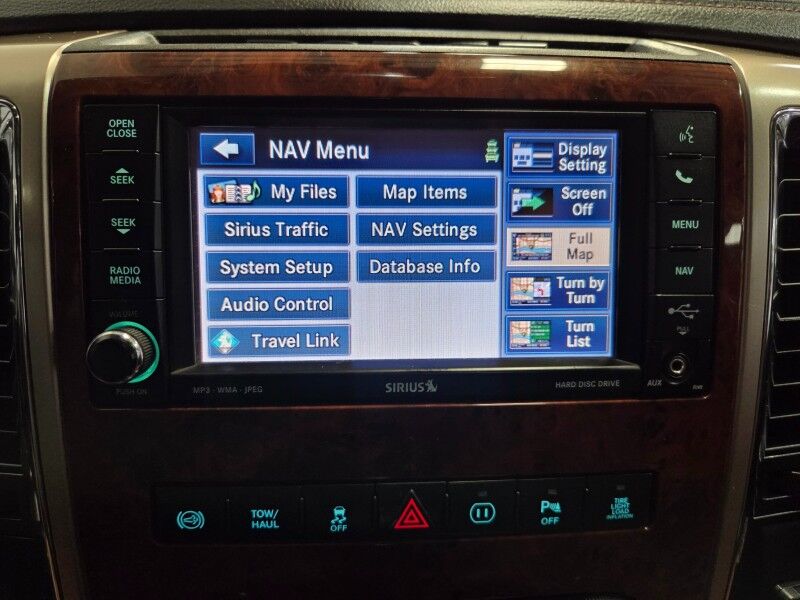 OPEN
CLOSE
SEEK
SEEK
RADIO
MEDIA
VOLUME
PUSH ON
NAV Menu
My Files
Map Items
Sirius Traffic
NAV Settings
System Setup
Database Info
Audio Control
Travel Link
Display
Setting
Screen
Off
Full
Map
Turn by
Turn
Turn
List
MENU
NAV
PULL
AUX
MP3 - WMA - JPEG
SIRIUS
HARD DISC DRIVE
TOW/
HAUL
OFF
P
OFF
TIRE
LIGHT
LOAD
INFLATION